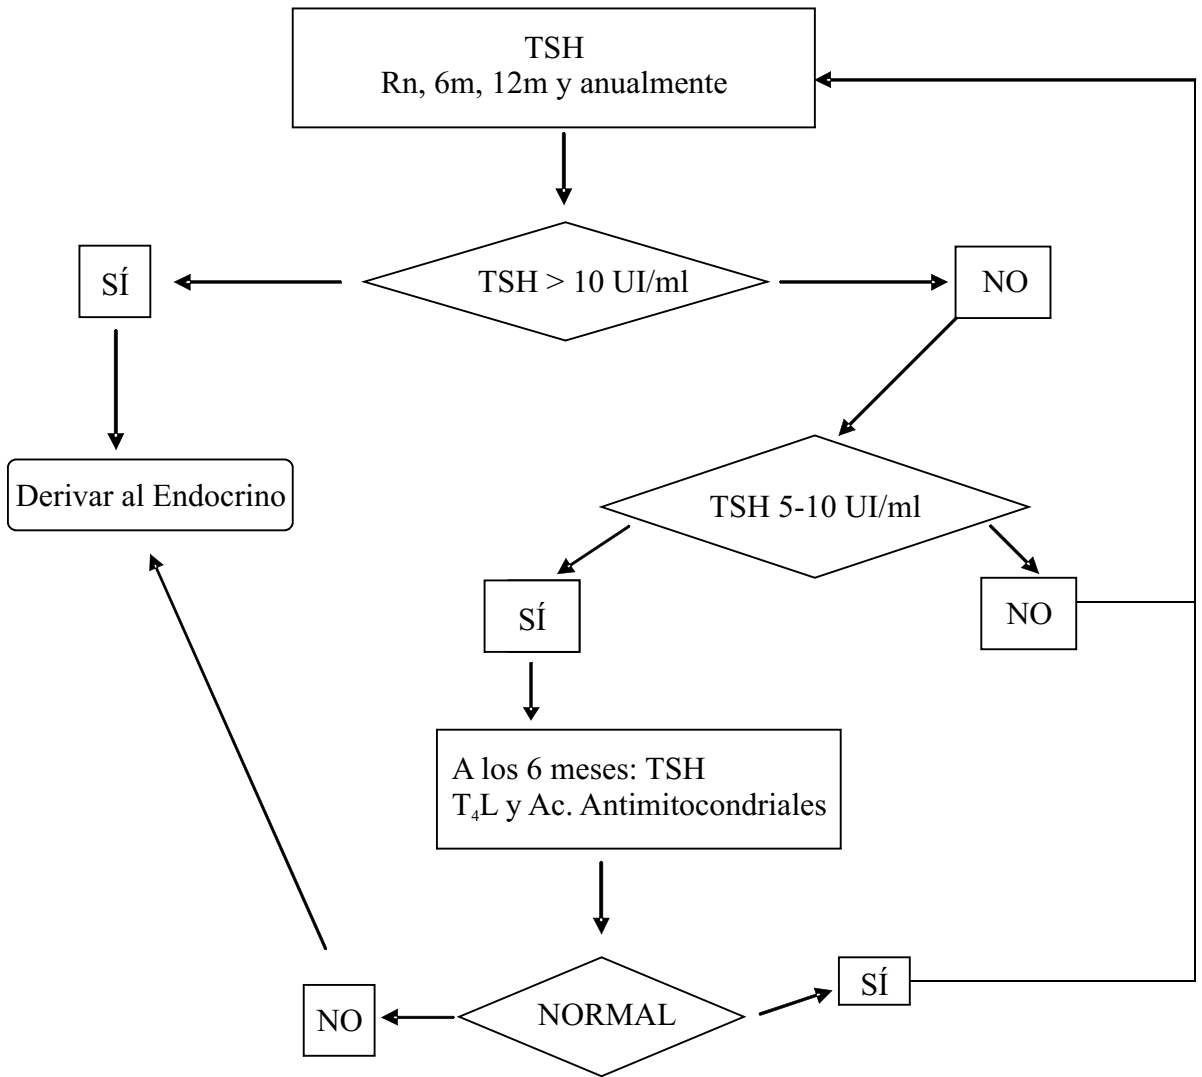 TSH
Rn, 6m, 12m y anualmente
SÍ
TSH > 10 UI/ml
NO
Derivar al Endocrino
TSH 5-10 UI/ml
SÍ
NO
A los 6 meses: TSH
T₄L y Ac. Antimitocondriales
NO
NORMAL
SÍ